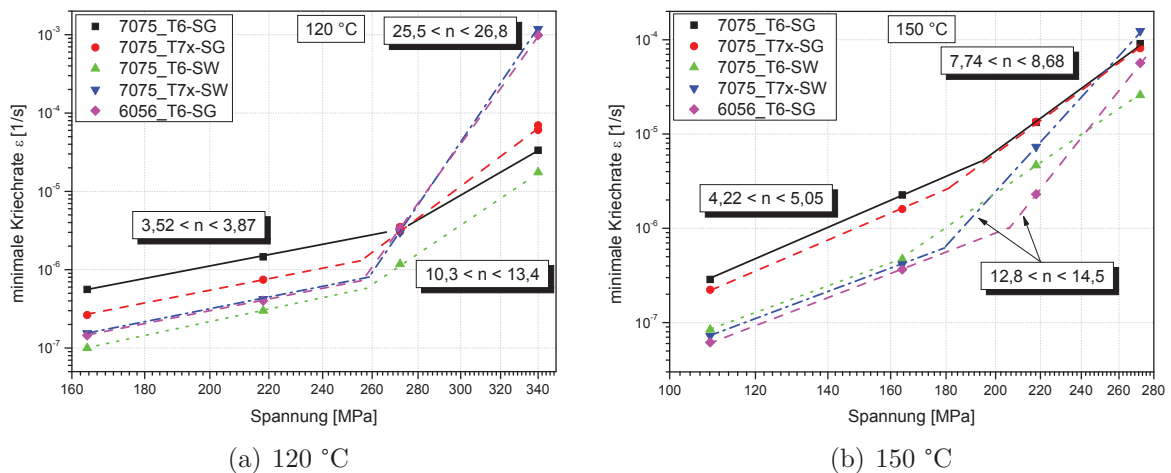 7075_T6-SG
7075_T7x-SG
7075_T6-SW
7075_T7x-SW
6056_T6-SG
120 °C
25,5 < n < 26,8
3,52 < n < 3,87
10,3 < n < 13,4
minimale Kriechrate ε [1/s]
10⁻³
10⁻⁴
10⁻⁵
10⁻⁶
10⁻⁷
160 180 200 220 240 260 280 300 320 340
Spannung [MPa]
(a) 120 °C
7075_T6-SG
7075_T7x-SG
7075_T6-SW
7075_T7x-SW
6056_T6-SG
150 °C
7,74 < n < 8,68
4,22 < n < 5,05
12,8 < n < 14,5
minimale Kriechrate ε [1/s]
10⁻⁴
10⁻⁵
10⁻⁶
10⁻⁷
100 120 140 160 180 200 220 240 260 280
Spannung [MPa]
(b) 150 °C